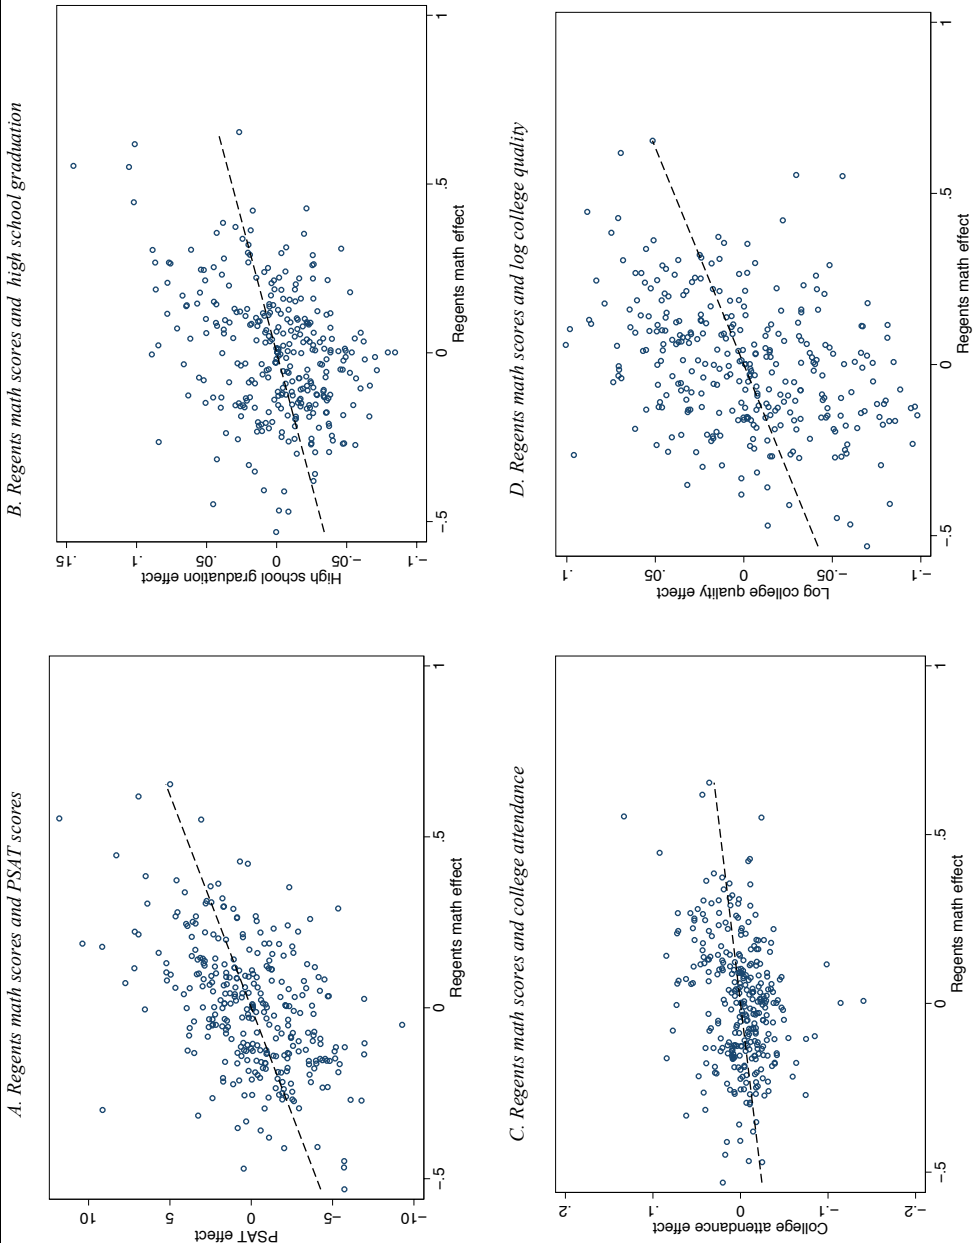 A. Regents math scores and PSAT scores
PSAT effect
10
5
0
−5
−10
−.5 0 .5 1
Regents math effect
B. Regents math scores and high school graduation
High school graduation effect
.15
.1
.05
0
−.05
−.1
−.5 0 .5 1
Regents math effect
C. Regents math scores and college attendance
College attendance effect
.2
.1
0
−.1
−.2
−.5 0 .5 1
Regents math effect
D. Regents math scores and log college quality
Log college quality effect
.1
.05
0
−.05
−.1
−.5 0 .5 1
Regents math effect